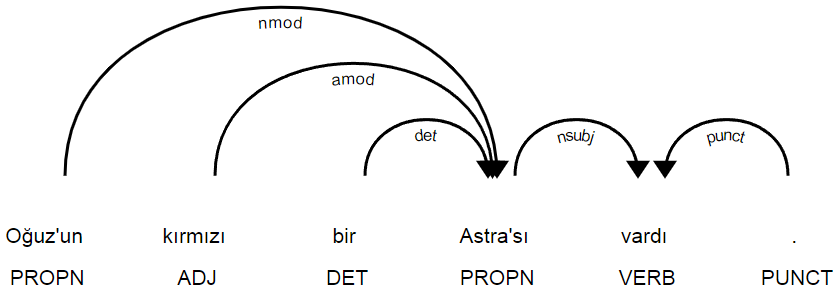 nmod
amod
det nsubj punct
Oğuz'un kırmızı bir Astra'sı vardı .
PROPN ADJ DET PROPN VERB PUNCT